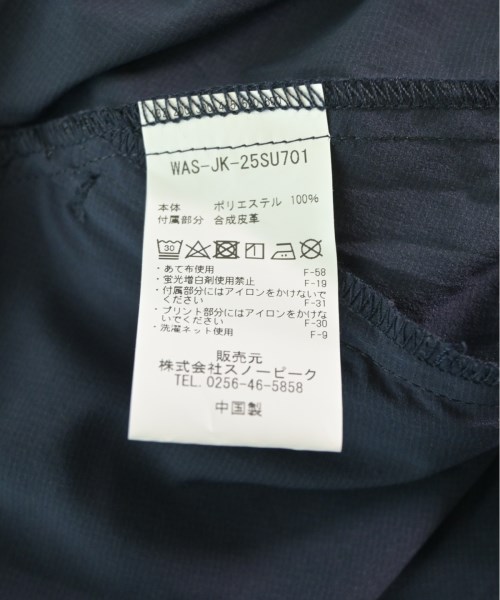 WAS-JK-25SU701
本体 ポリエステル 100%
付属部分 合成皮革
30
・あて布使用 F-58
・蛍光増白剤使用禁止 F-19
・付属部分にはアイロンをかけないで
ください F-31
・プリント部分にはアイロンをかけな
いでください F-30
・洗濯ネット使用 F-9
販売元
株式会社スノーピーク
TEL. 0256-46-5858
中国製